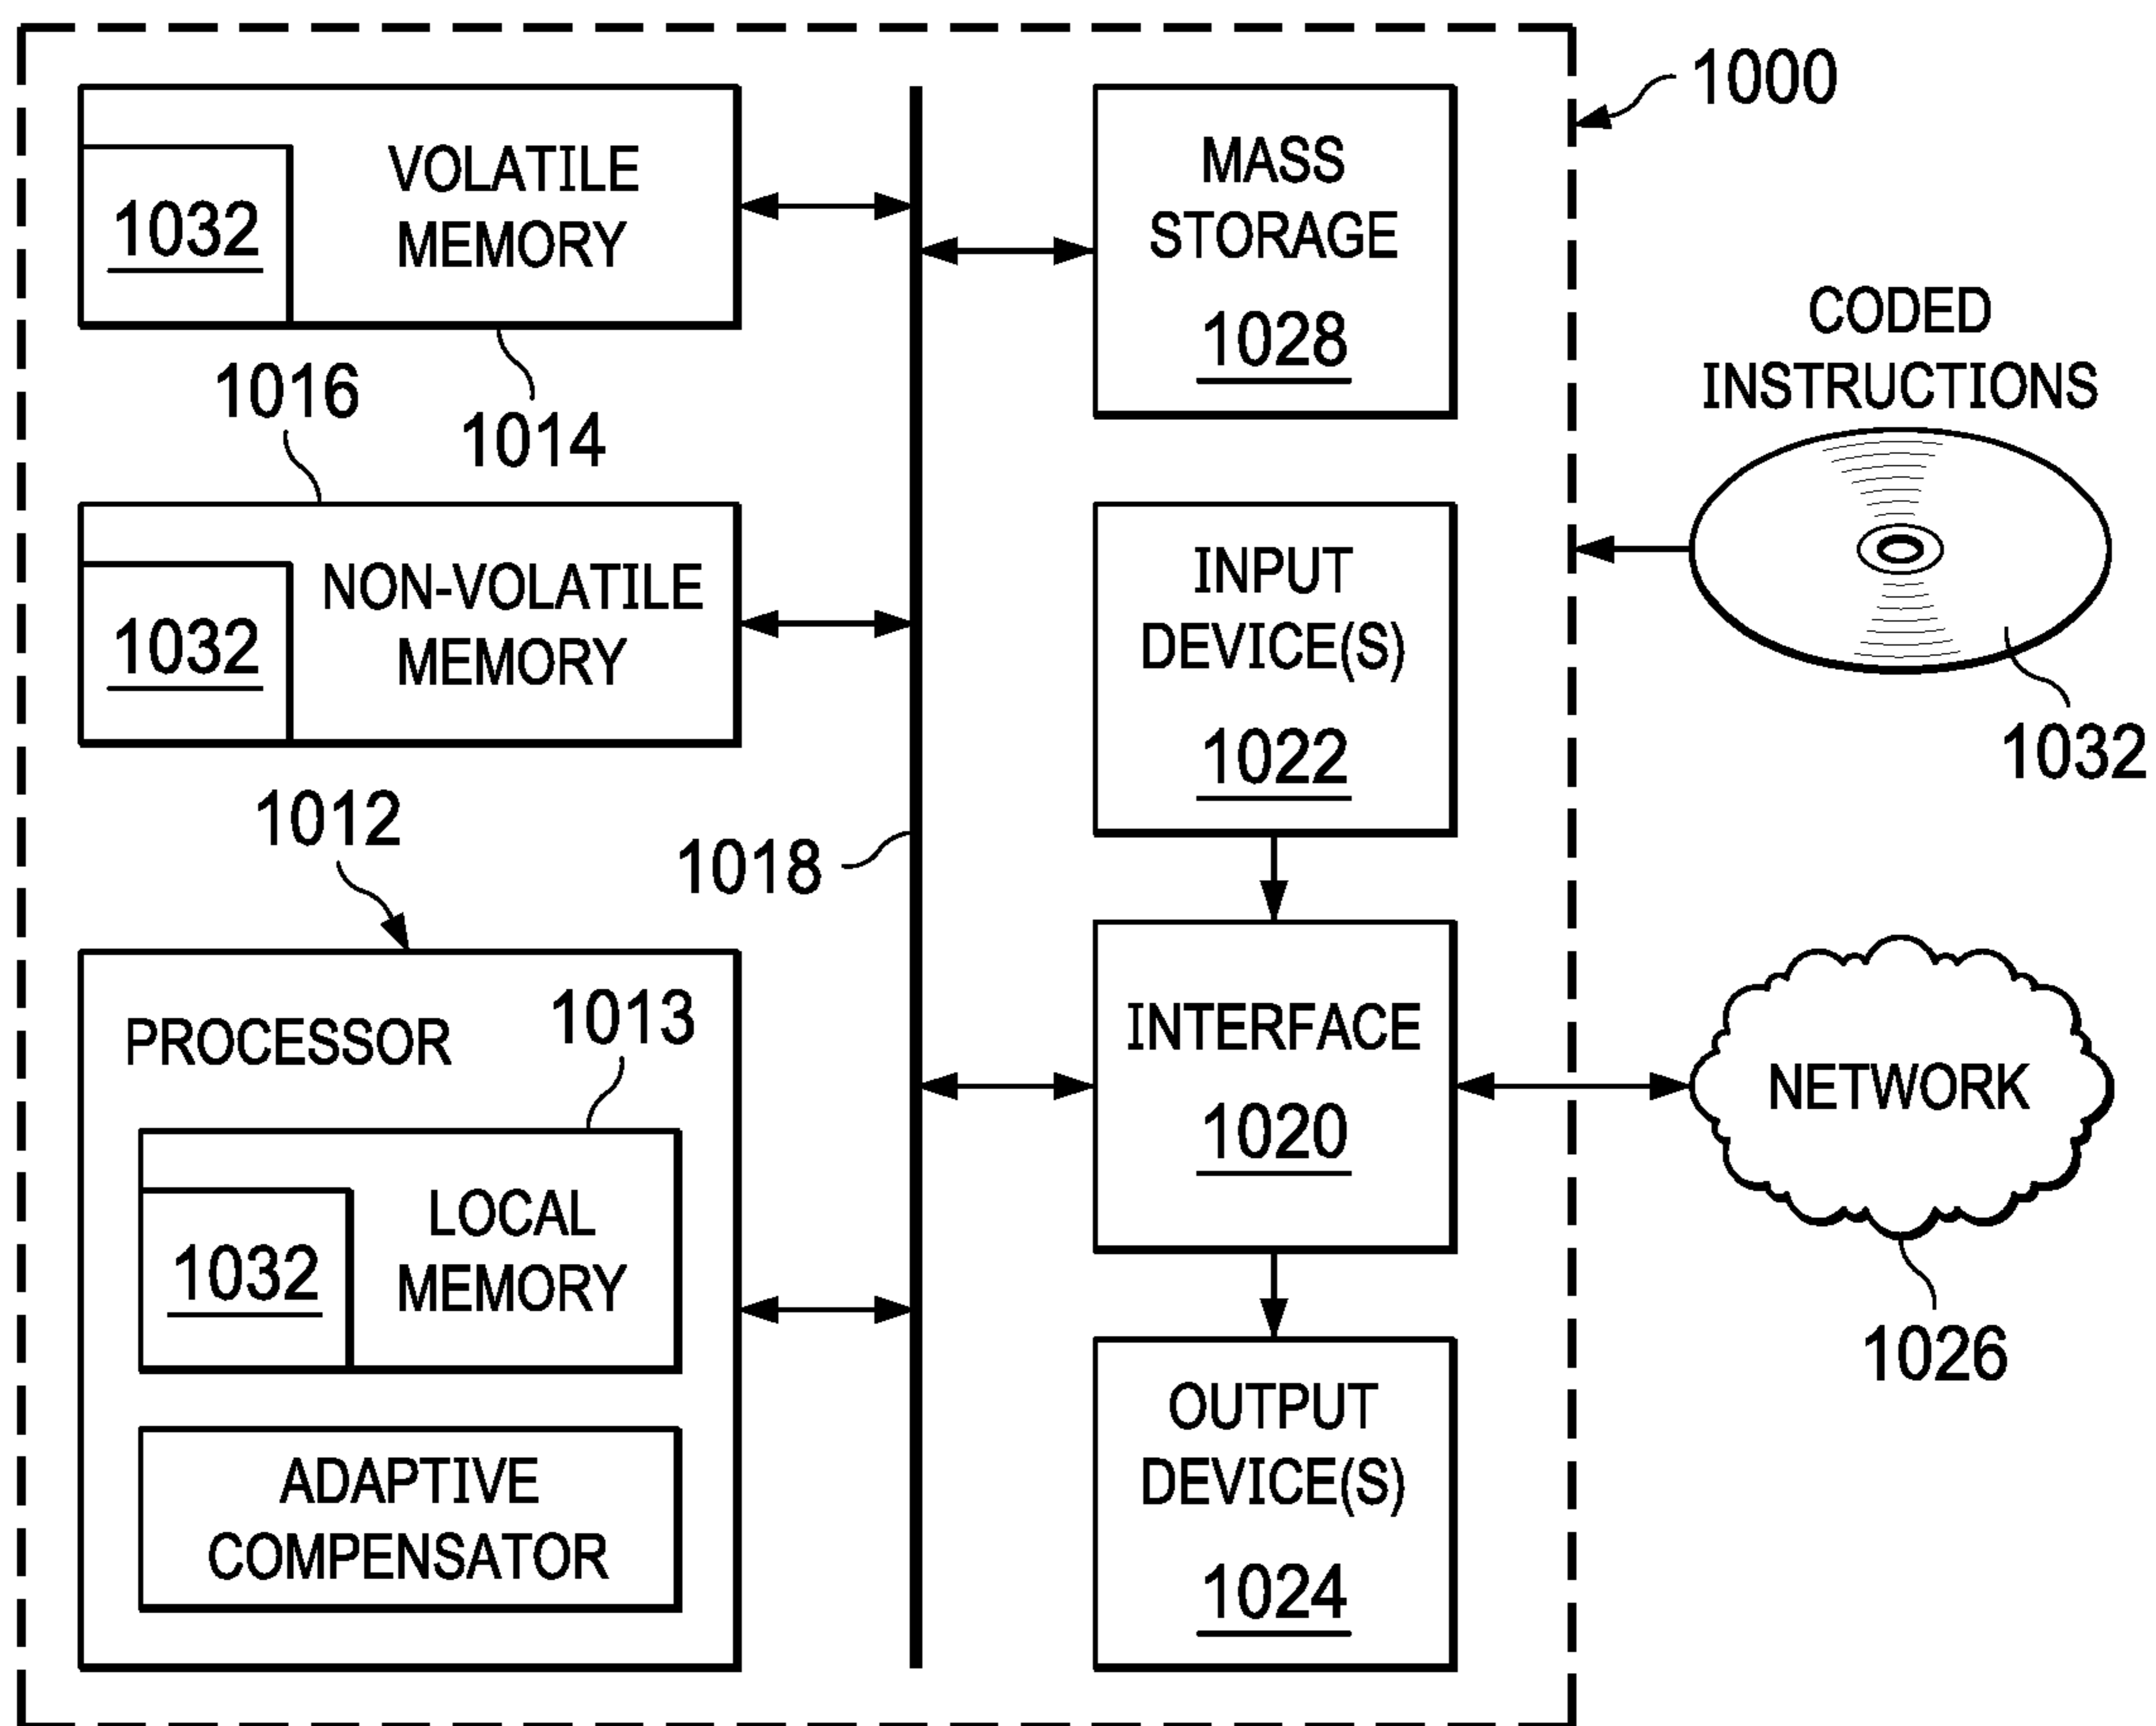 1000
VOLATILE
MEMORY
1032
1014
MASS
STORAGE
1028
CODED
INSTRUCTIONS
1032
1016
NON-VOLATILE
MEMORY
1032
INPUT
DEVICE(S)
1022
1012
1018
PROCESSOR
1013
LOCAL
MEMORY
1032
ADAPTIVE
COMPENSATOR
INTERFACE
1020
NETWORK
1026
OUTPUT
DEVICE(S)
1024